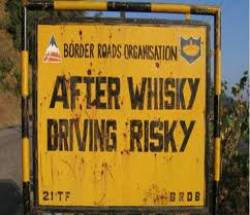 BORDER ROADS ORGANISATION
AFTER WHISKY
DRIVING RISKY
21 TF BRDB